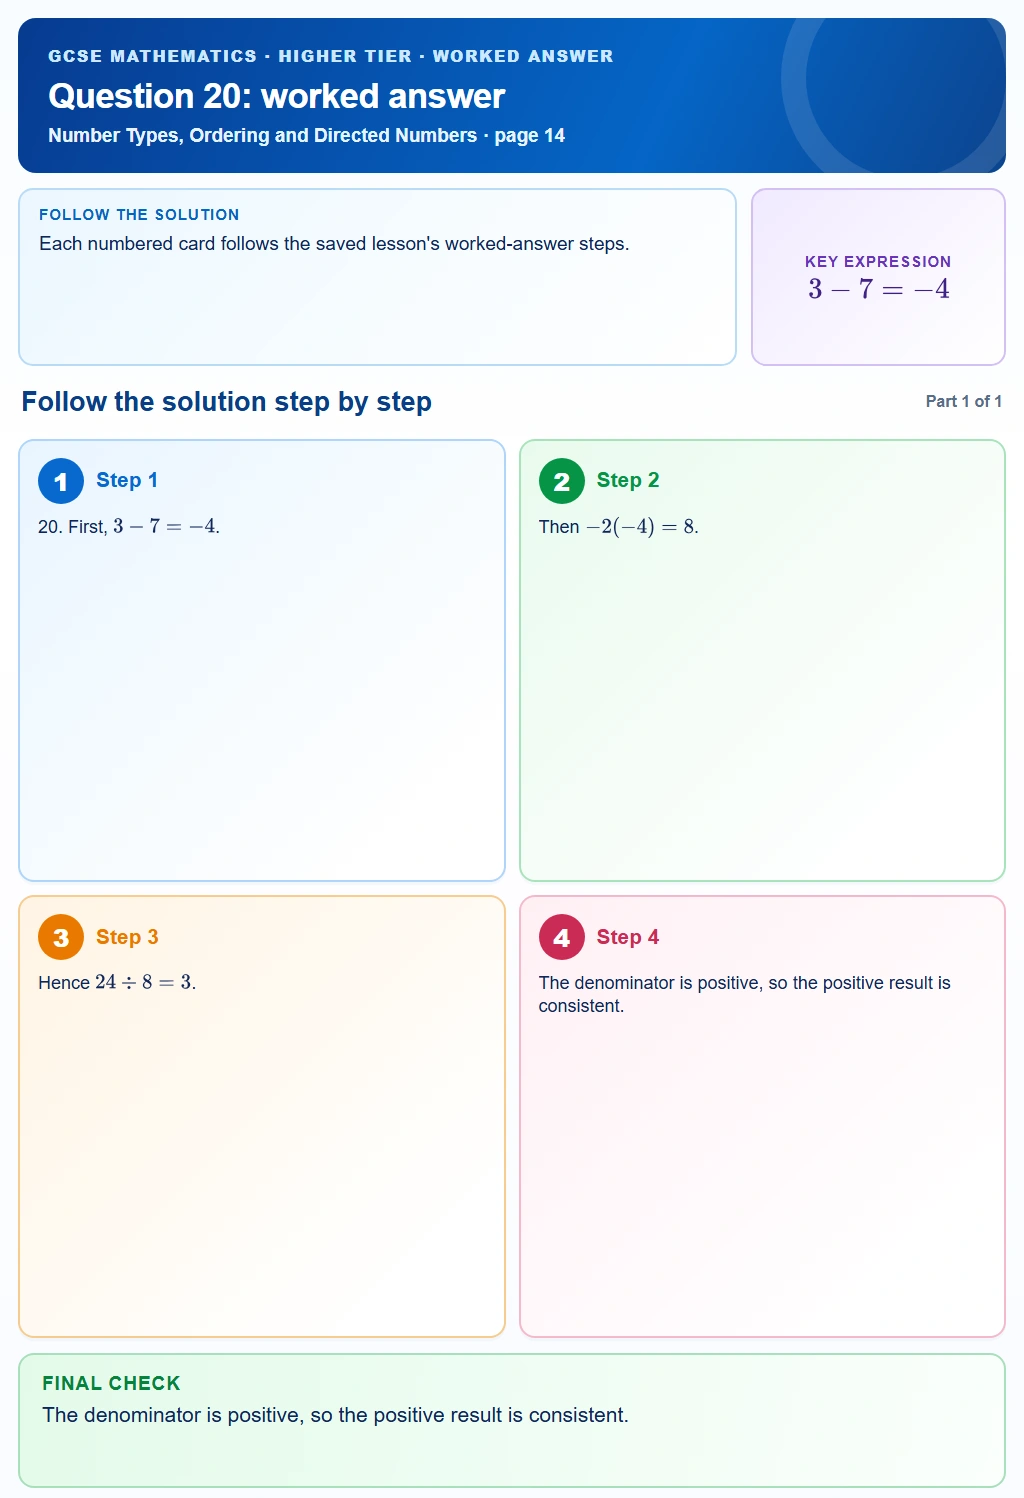 GCSE MATHEMATICS · HIGHER TIER · WORKED ANSWER
Question 20: worked answer
Number Types, Ordering and Directed Numbers · page 14
FOLLOW THE SOLUTION
Each numbered card follows the saved lesson's worked-answer steps.
KEY EXPRESSION
3 − 7 = −4
Follow the solution step by step
Part 1 of 1
1 Step 1
20. First, 3 − 7 = −4.
2 Step 2
Then −2(−4) = 8.
3 Step 3
Hence 24 ÷ 8 = 3.
4 Step 4
The denominator is positive, so the positive result is
consistent.
FINAL CHECK
The denominator is positive, so the positive result is consistent.